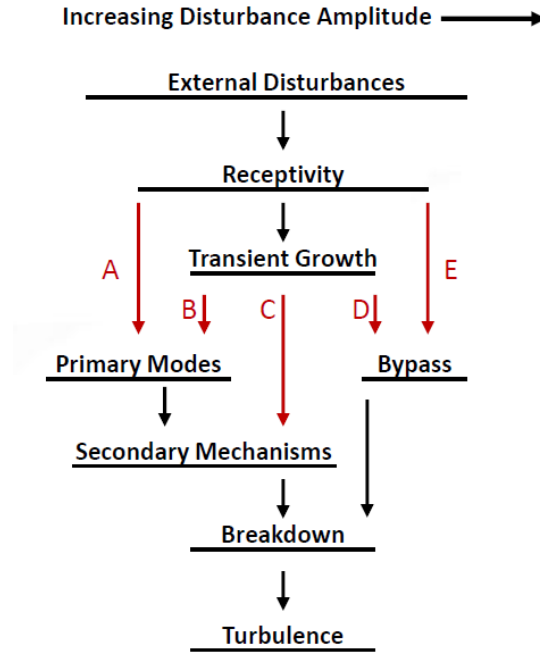 Increasing Disturbance Amplitude
External Disturbances
Receptivity
Transient Growth
A
E
B
C
D
Primary Modes
Bypass
Secondary Mechanisms
Breakdown
Turbulence